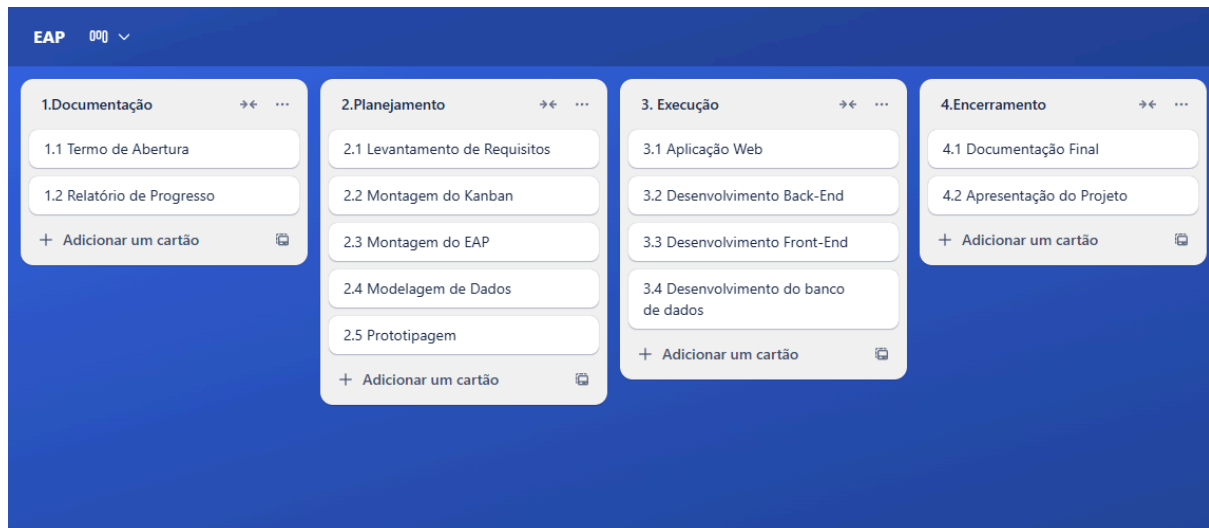 EAP
1.Documentação
1.1 Termo de Abertura
1.2 Relatório de Progresso
Adicionar um cartão
2.Planejamento
2.1 Levantamento de Requisitos
2.2 Montagem do Kanban
2.3 Montagem do EAP
2.4 Modelagem de Dados
2.5 Prototipagem
Adicionar um cartão
3. Execução
3.1 Aplicação Web
3.2 Desenvolvimento Back-End
3.3 Desenvolvimento Front-End
3.4 Desenvolvimento do banco
de dados
Adicionar um cartão
4.Encerramento
4.1 Documentação Final
4.2 Apresentação do Projeto
Adicionar um cartão